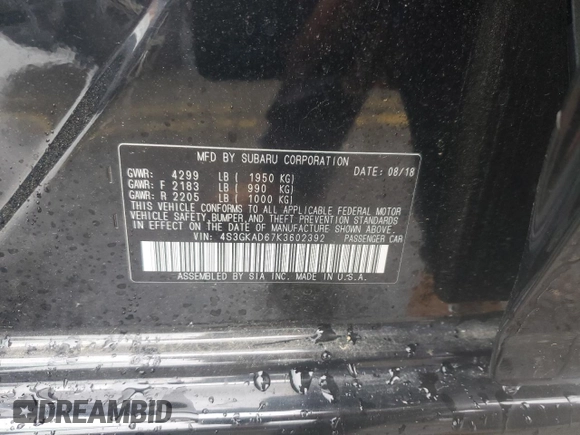 MFD BY SUBARU CORPORATION
GVWR: 4299 LB ( 1950 KG) DATE: 08/18
GAWR: F 2183 LB ( 990 KG)
GAWR: R 2205 LB ( 1000 KG)
THIS VEHICLE CONFORMS TO ALL APPLICABLE FEDERAL MOTOR
VEHICLE SAFETY, BUMPER, AND THEFT PREVENTION STANDARDS
IN EFFECT ON THE DATE OF MANUFACTURE SHOWN ABOVE.
VIN: 4S3GKAD67K3602392 PASSENGER CAR
ASSEMBLED BY SIA INC. IN U.S.A.
DREAMBID